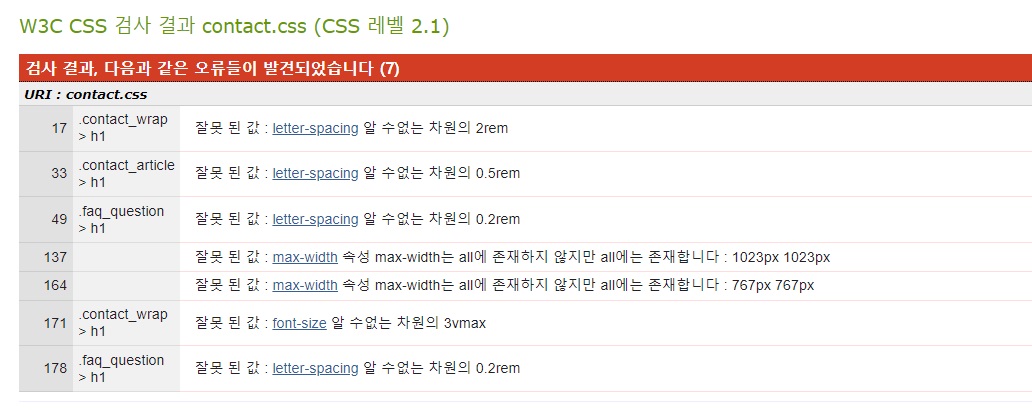 W3C CSS 검사 결과 contact.css (CSS 레벨 2.1)
검사 결과, 다음과 같은 오류들이 발견되었습니다 (7)
URI : contact.css
17 .contact_wrap > h1 잘못 된 값 : letter-spacing 알 수없는 차원의 2rem
33 .contact_article > h1 잘못 된 값 : letter-spacing 알 수없는 차원의 0.5rem
49 .faq_question > h1 잘못 된 값 : letter-spacing 알 수없는 차원의 0.2rem
137 잘못 된 값 : max-width 속성 max-width는 all에 존재하지 않지만 all에는 존재합니다 : 1023px 1023px
164 잘못 된 값 : max-width 속성 max-width는 all에 존재하지 않지만 all에는 존재합니다 : 767px 767px
171 .contact_wrap > h1 잘못 된 값 : font-size 알 수없는 차원의 3vmax
178 .faq_question > h1 잘못 된 값 : letter-spacing 알 수없는 차원의 0.2rem